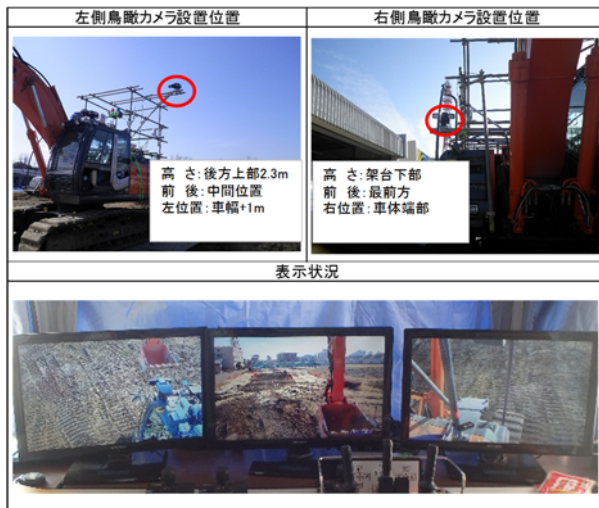 左側鳥瞰カメラ設置位置
右側鳥瞰カメラ設置位置
高 さ:後方上部2.3m
前 後:中間位置
左位置:車幅+1m
高 さ:架台下部
前 後:最前方
右位置:車体端部
表示状況